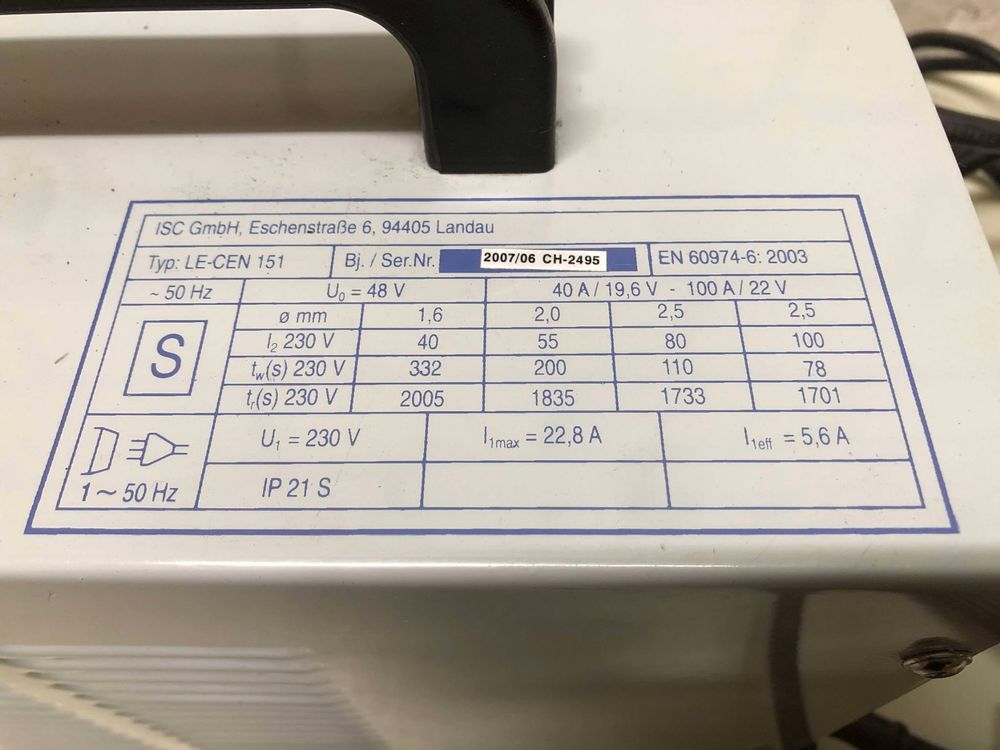 ISC GmbH, Eschenstraße 6, 94405 Landau
Typ: LE-CEN 151 Bj. / Ser.Nr. 2007/06 CH-2495 EN 60974-6: 2003
~ 50 Hz U₀ = 48 V 40 A / 19,6 V - 100 A / 22 V
S
ø mm 1,6 2,0 2,5 2,5
I₂ 230 V 40 55 80 100
tw(s) 230 V 332 200 110 78
tr(s) 230 V 2005 1835 1733 1701
U₁ = 230 V I₁max = 22,8 A I₁eff = 5,6 A
1 ~ 50 Hz IP 21 S